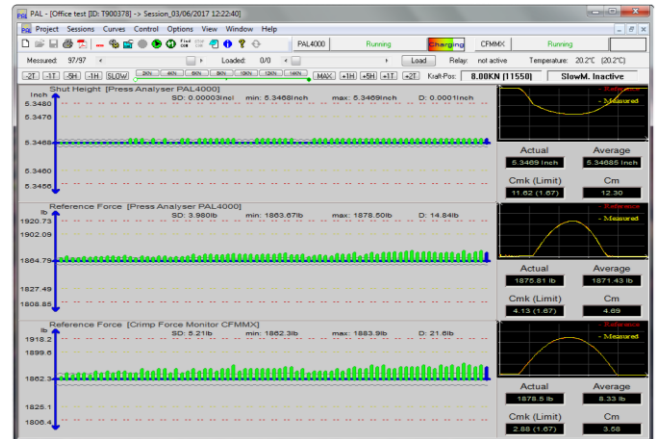 PAL - [Office test [ID: T900378] -> Session_03/06/2017 12:22:40]
Project Sessions Curves Control Options View Window Help
PAL4000 Running Charging CFMMX Running
Messured: 97/97 Loaded: 0/0 Load Relay: not active Temperature: 20.2°C (20.2°C)
-2T -1T -5H -1H SLOW 20% 40% 60% 80% 100% 120% 140% MAX +1H +5H +1T +2T Kraft-Pos: 8.00KN [11550] SlowM. Inactive
Shut Height [Press Analyser PAL4000]
Inch SD: 0.00003Incl min: 5.3468Inch max: 5.3469Inch D: 0.0001Inch
5.3480
5.3476
5.3468
5.3460
5.3456
- Reference
- Measured
Actual Average
5.3469 Inch 5.34685 Inch
Cmk (Limit) Cm
11.62 (1.67) 12.30
Reference Force [Press Analyser PAL4000]
lb SD: 3.980lb min: 1863.67lb max: 1878.50lb D: 14.84lb
1920.73
1902.09
1864.79
1827.49
1808.85
- Reference
- Measured
Actual Average
1875.81 lb 1871.43 lb
Cmk (Limit) Cm
4.13 (1.67) 4.69
Reference Force [Crimp Force Monitor CFMMX]
lb SD: 5.21lb min: 1862.3lb max: 1883.9lb D: 21.6lb
1918.2
1899.6
1862.3
1825.1
1806.4
- Reference
- Measured
Actual Average
1878.5 lb 8.33 lb
Cmk (Limit) Cm
2.88 (1.67) 3.58